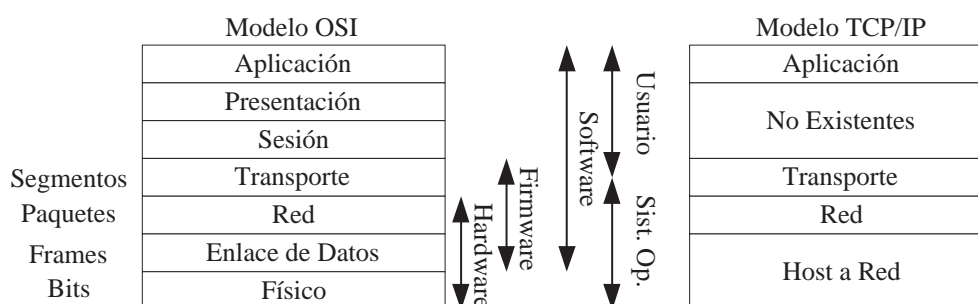 Modelo OSI
Aplicación
Presentación
Sesión
Segmentos
Transporte
Paquetes
Red
Frames
Enlace de Datos
Bits
Físico
Hardware
Firmware
Software
Usuario
Sist. Op.
Modelo TCP/IP
Aplicación
No Existentes
Transporte
Red
Host a Red